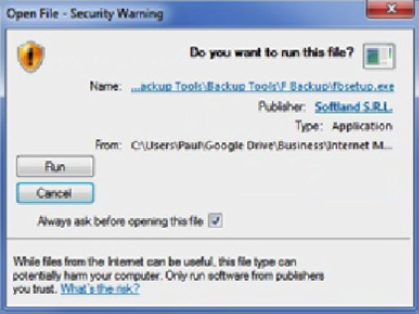 Open File - Security Warning
Do you want to run this file?
Name: ...ackup Tools\Backup Tools\F Backup\fbsetup.exe
Publisher: Softland S.R.L.
Type: Application
From: C:\Users\Paul\Google Drive\Business\Internet M...
Run
Cancel
Always ask before opening this file
While files from the Internet can be useful, this file type can
potentially harm your computer. Only run software from publishers
you trust. What's the risk?